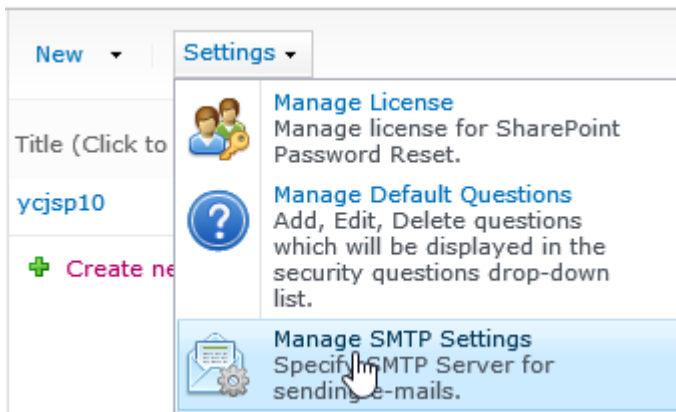 New Settings
Manage License
Manage license for SharePoint
Password Reset.
Title (Click to
Manage Default Questions
Add, Edit, Delete questions
which will be displayed in the
security questions drop-down
list.
ycjsp10
Create ne
Manage SMTP Settings
Specify SMTP Server for
sending e-mails.